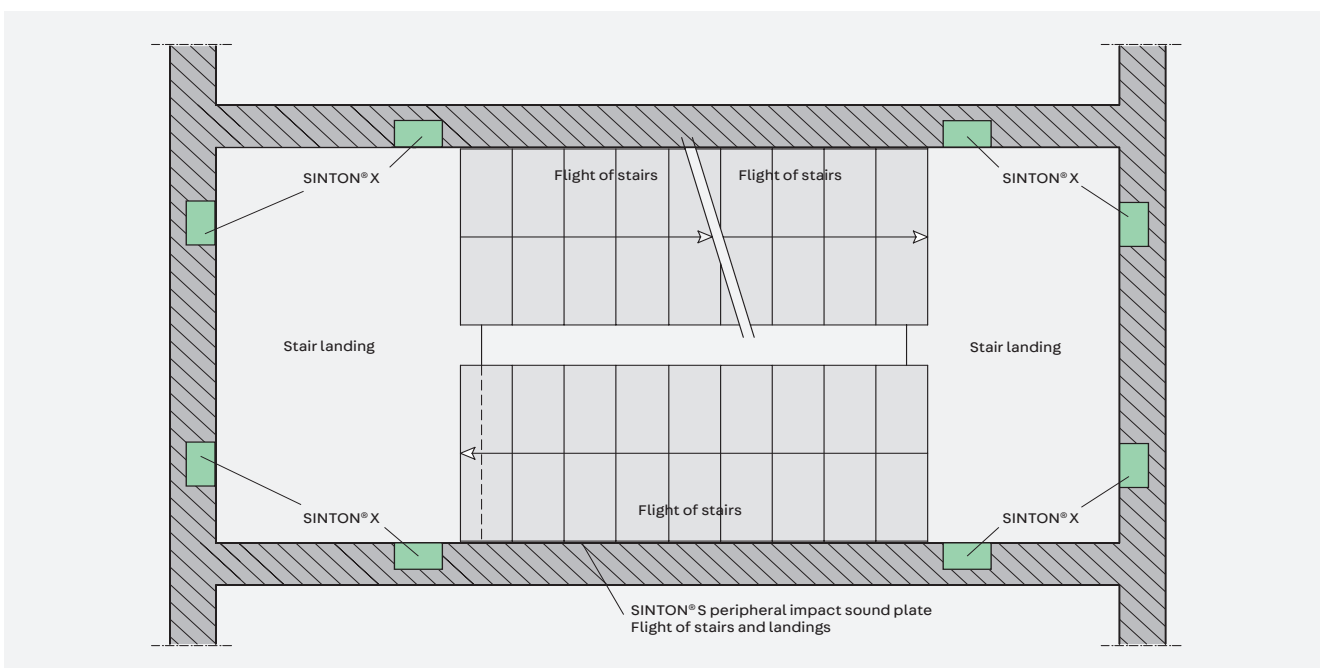 Flight of stairs
Flight of stairs
SINTON® X
SINTON® X
Stair landing
Stair landing
Flight of stairs
SINTON® X
SINTON® X
SINTON® S peripheral impact sound plate
Flight of stairs and landings